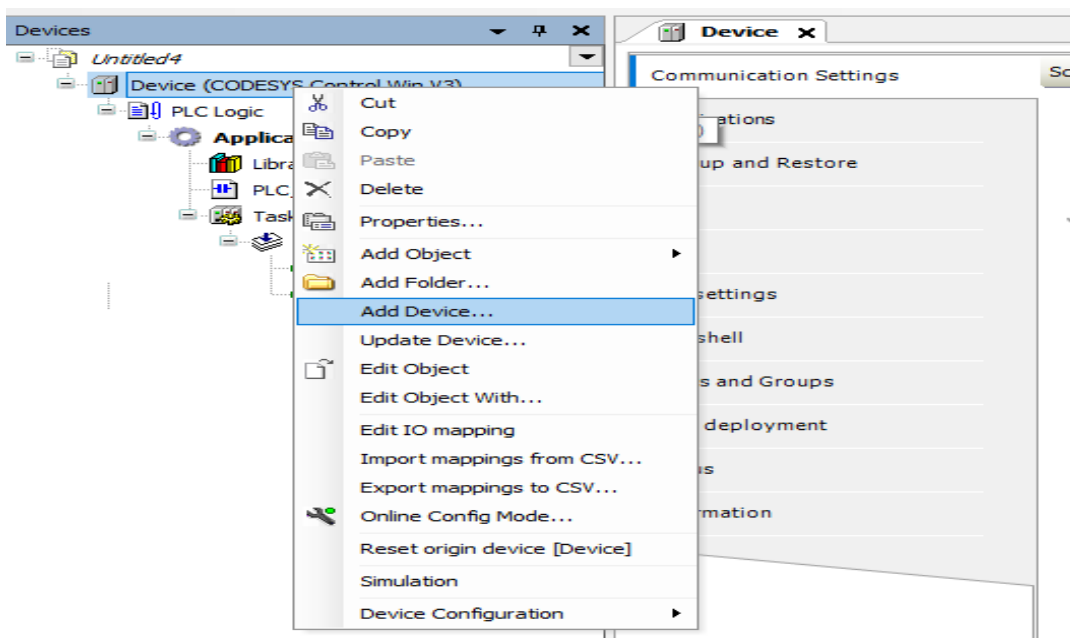 Devices
Untitled4
Device (CODESYS Control Win V3)
PLC Logic
Applica
Libra
PLC_
Task
Cut
Copy
Paste
Delete
Properties...
Add Object
Add Folder...
Add Device...
Update Device...
Edit Object
Edit Object With...
Edit IO mapping
Import mappings from CSV...
Export mappings to CSV...
Online Config Mode...
Reset origin device [Device]
Simulation
Device Configuration
Device
Communication Settings
Sc
ations
)
up and Restore
settings
shell
s and Groups
deployment
us
rmation